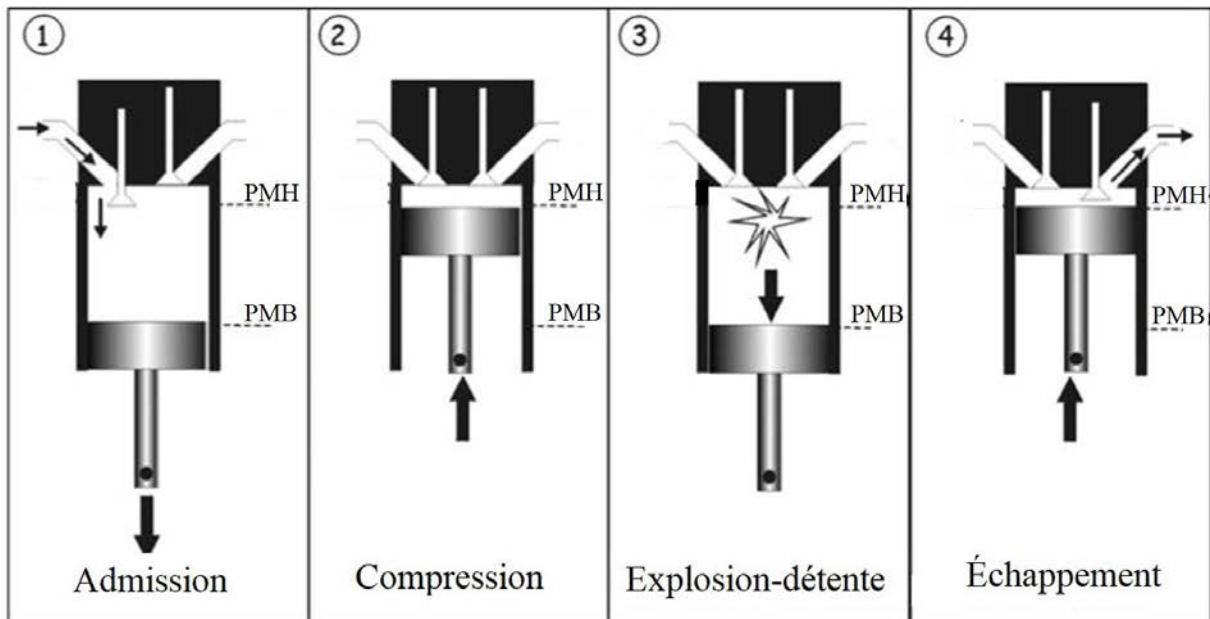 1
PMH
PMB
Admission
2
PMH
PMB
Compression
3
PMH
PMB
Explosion-détente
4
PMH
PMB
Échappement